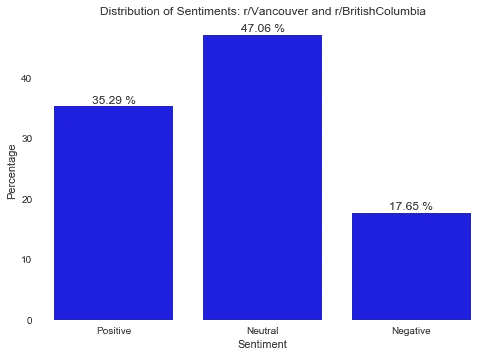 Distribution of Sentiments: r/Vancouver and r/BritishColumbia
47.06 %
35.29 %
17.65 %
40
30
20
10
0
Percentage
Positive Neutral Negative
Sentiment